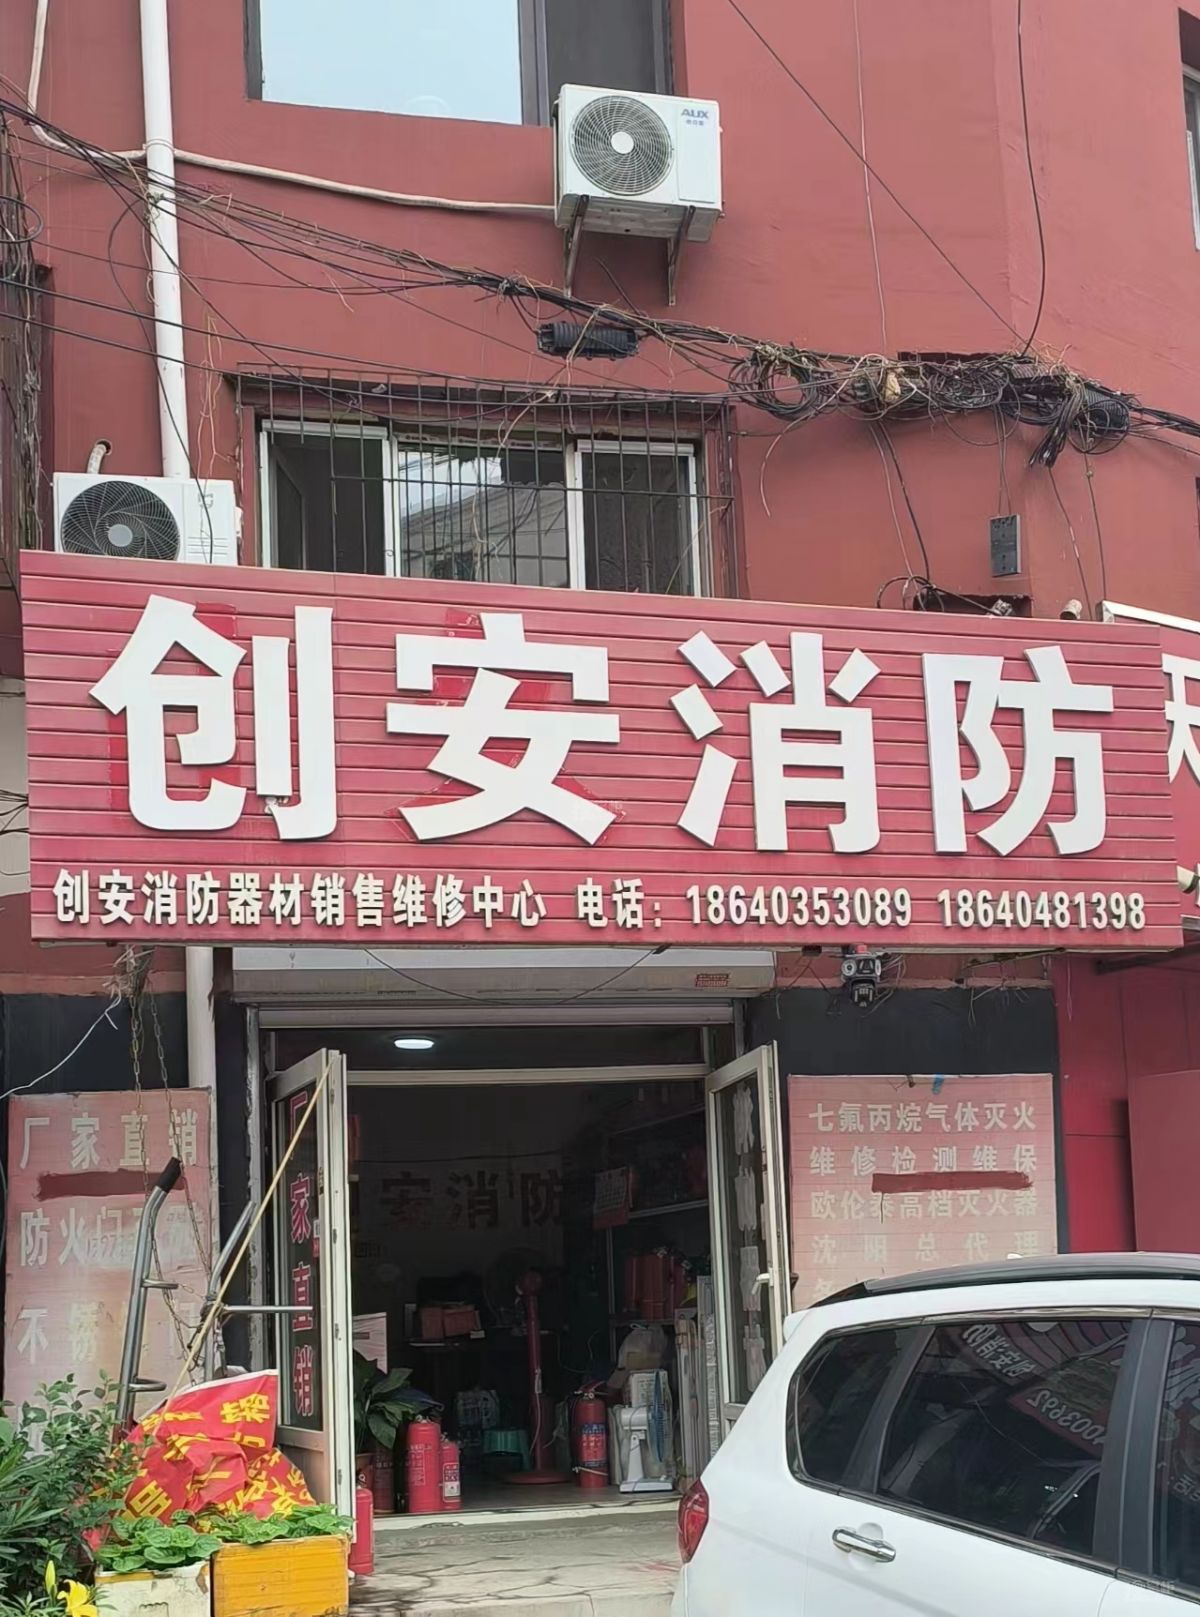 AUX
创安消防
创安消防器材销售维修中心 电话：18640353089 18640481398
厂家直销
防火门
不锈
厂家直销
安消防
七氟丙烷气体灭火
维修检测维保
欧伦泰高档灭火器
沈阳总代理